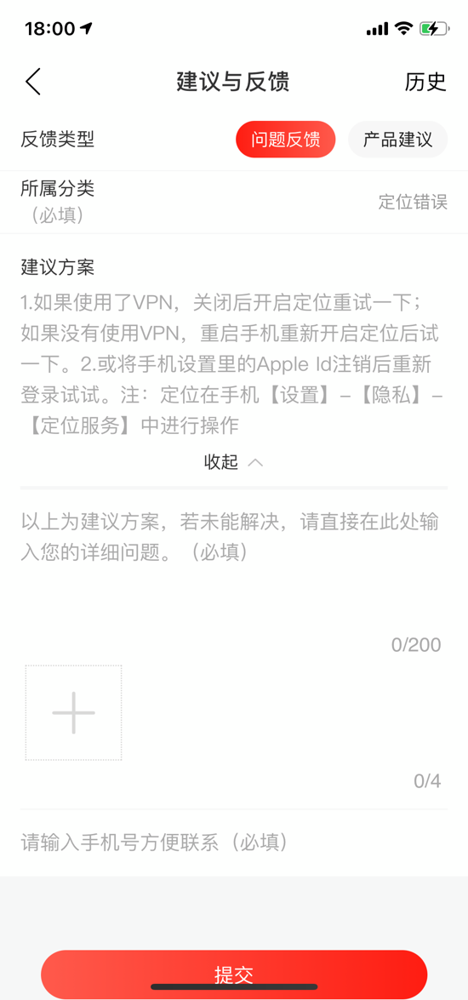 18:00
建议与反馈
历史
反馈类型
问题反馈
产品建议
所属分类
（必填）
定位错误
建议方案
1.如果使用了VPN，关闭后开启定位重试一下；
如果没有使用VPN，重启手机重新开启定位后试
一下。2.或将手机设置里的Apple Id注销后重新
登录试试。注：定位在手机【设置】–【隐私】–
【定位服务】中进行操作
收起
以上为建议方案，若未能解决，请直接在此处输
入您的详细问题。（必填）
0/200
0/4
请输入手机号方便联系（必填）
提交